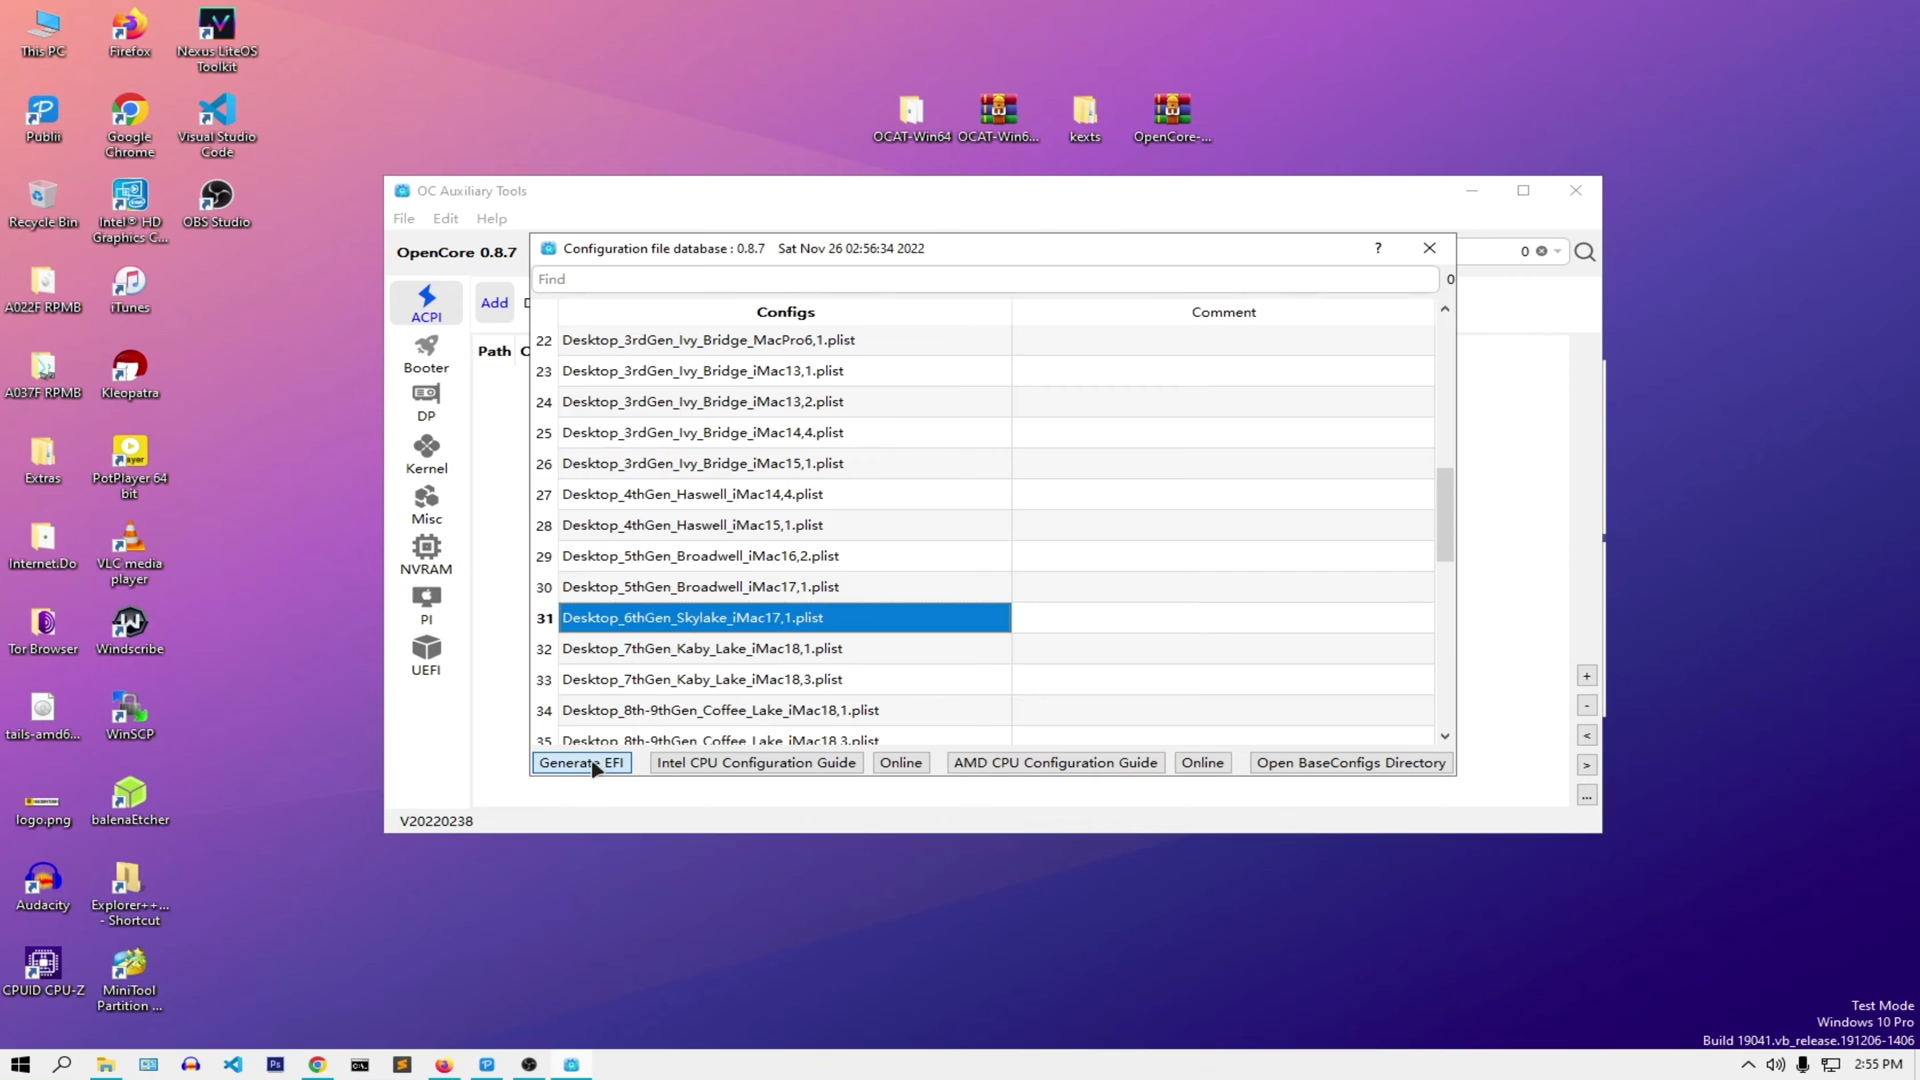 This PC
Firefox
Nexus LiteOS
Toolkit
Publii
Google
Chrome
Visual Studio
Code
Recycle Bin
Intel® HD
Graphics C...
OBS Studio
A022F RPMB
iTunes
A037F RPMB
Kleopatra
Extras
PotPlayer 64
bit
Internet.Do
VLC media
player
Tor Browser
Windscribe
tails-amd6...
WinSCP
logo.png
balenaEtcher
Audacity
Explorer++...
- Shortcut
CPUID CPU-Z
MiniTool
Partition ...
OCAT-Win64
OCAT-Win6...
kexts
OpenCore-...
OC Auxiliary Tools
File Edit Help
OpenCore 0.8.7
0
ACPI
Booter
DP
Kernel
Misc
NVRAM
PI
UEFI
Add
Path
V20220238
+
-
<
>
...
Configuration file database : 0.8.7 Sat Nov 26 02:56:34 2022
?
Find
0
Configs Comment
22 Desktop_3rdGen_Ivy_Bridge_MacPro6,1.plist
23 Desktop_3rdGen_Ivy_Bridge_iMac13,1.plist
24 Desktop_3rdGen_Ivy_Bridge_iMac13,2.plist
25 Desktop_3rdGen_Ivy_Bridge_iMac14,4.plist
26 Desktop_3rdGen_Ivy_Bridge_iMac15,1.plist
27 Desktop_4thGen_Haswell_iMac14,4.plist
28 Desktop_4thGen_Haswell_iMac15,1.plist
29 Desktop_5thGen_Broadwell_iMac16,2.plist
30 Desktop_5thGen_Broadwell_iMac17,1.plist
31 Desktop_6thGen_Skylake_iMac17,1.plist
32 Desktop_7thGen_Kaby_Lake_iMac18,1.plist
33 Desktop_7thGen_Kaby_Lake_iMac18,3.plist
34 Desktop_8th-9thGen_Coffee_Lake_iMac18,1.plist
35 Desktop_8th-9thGen_Coffee_Lake_iMac18,3.plist
Generate EFI Intel CPU Configuration Guide Online AMD CPU Configuration Guide Online Open BaseConfigs Directory
Test Mode
Windows 10 Pro
Build 19041.vb_release.191206-1406
2:55 PM